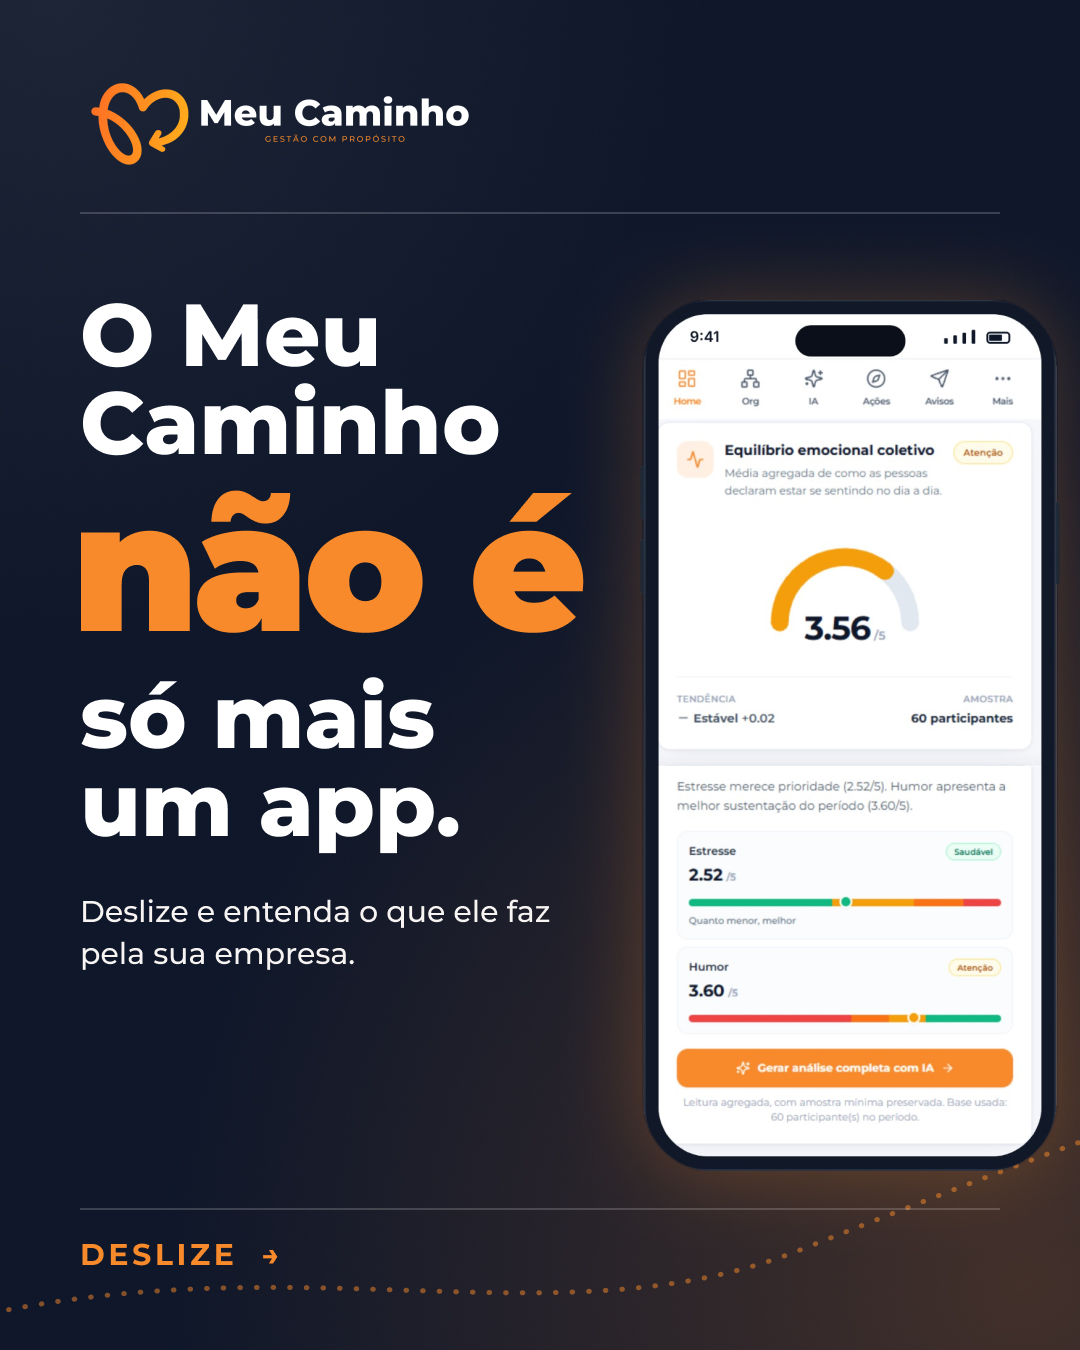 Meu Caminho
GESTÃO COM PROPÓSITO
O Meu
Caminho
não é
só mais
um app.
Deslize e entenda o que ele faz
pela sua empresa.
9:41
Home Org IA Ações Avisos Mais
Equilíbrio emocional coletivo
Atenção
Média agregada de como as pessoas
declaram estar se sentindo no dia a dia.
3.56 /5
TENDÊNCIA AMOSTRA
— Estável +0.02 60 participantes
Estresse merece prioridade (2.52/5). Humor apresenta a
melhor sustentação do período (3.60/5).
Estresse Saudável
2.52 /5
Quanto menor, melhor
Humor Atenção
3.60 /5
Gerar análise completa com IA →
Leitura agregada, com amostra mínima preservada. Base usada:
60 participante(s) no período.
DESLIZE →